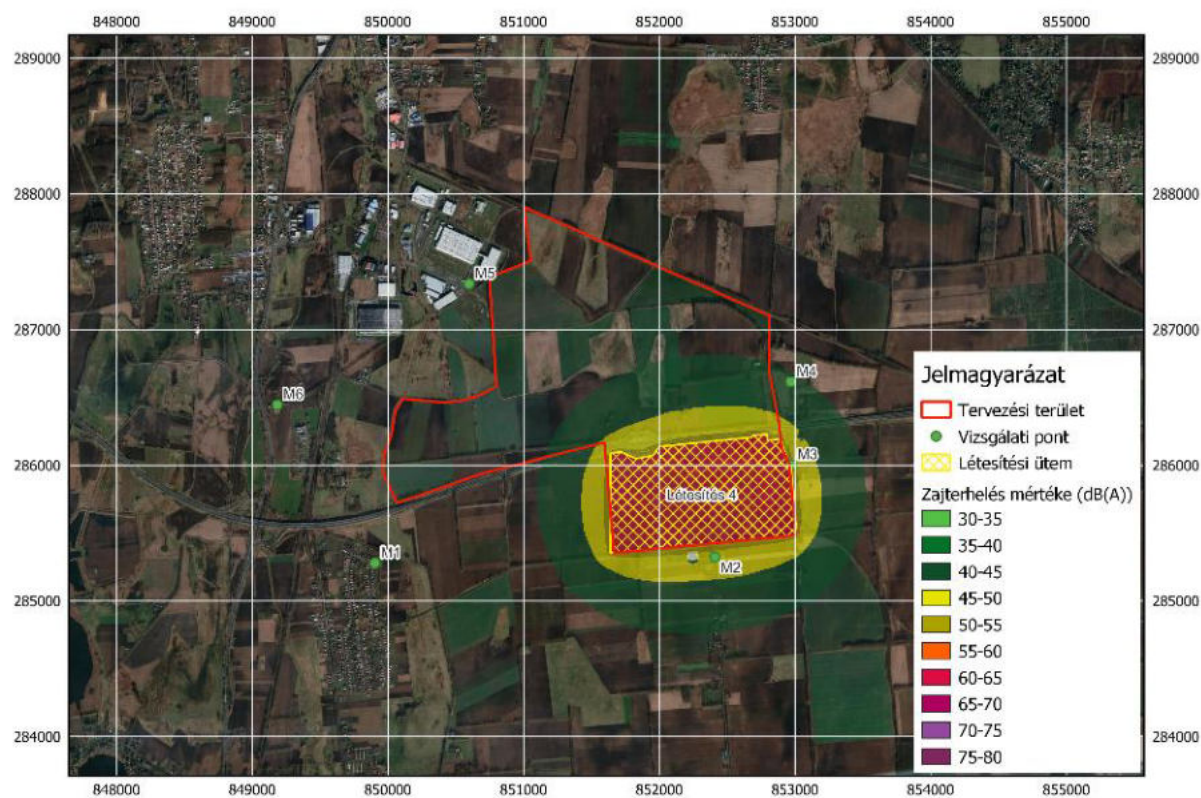 848000 849000 850000 851000 852000 853000 854000 855000
289000 289000
288000 288000
M5
287000 287000
Jelmagyarázat
M4
M6
Tervezési terület
Vizsgálati pont
286000
M3
Létesítési ütem
Létesítés 4
Zajterhelés mértéke (dB(A))
30-35
M1
M2
35-40
40-45
285000
45-50
50-55
55-60
60-65
65-70
284000 284000
70-75
75-80
848000 849000 850000 851000 852000 853000 854000 855000